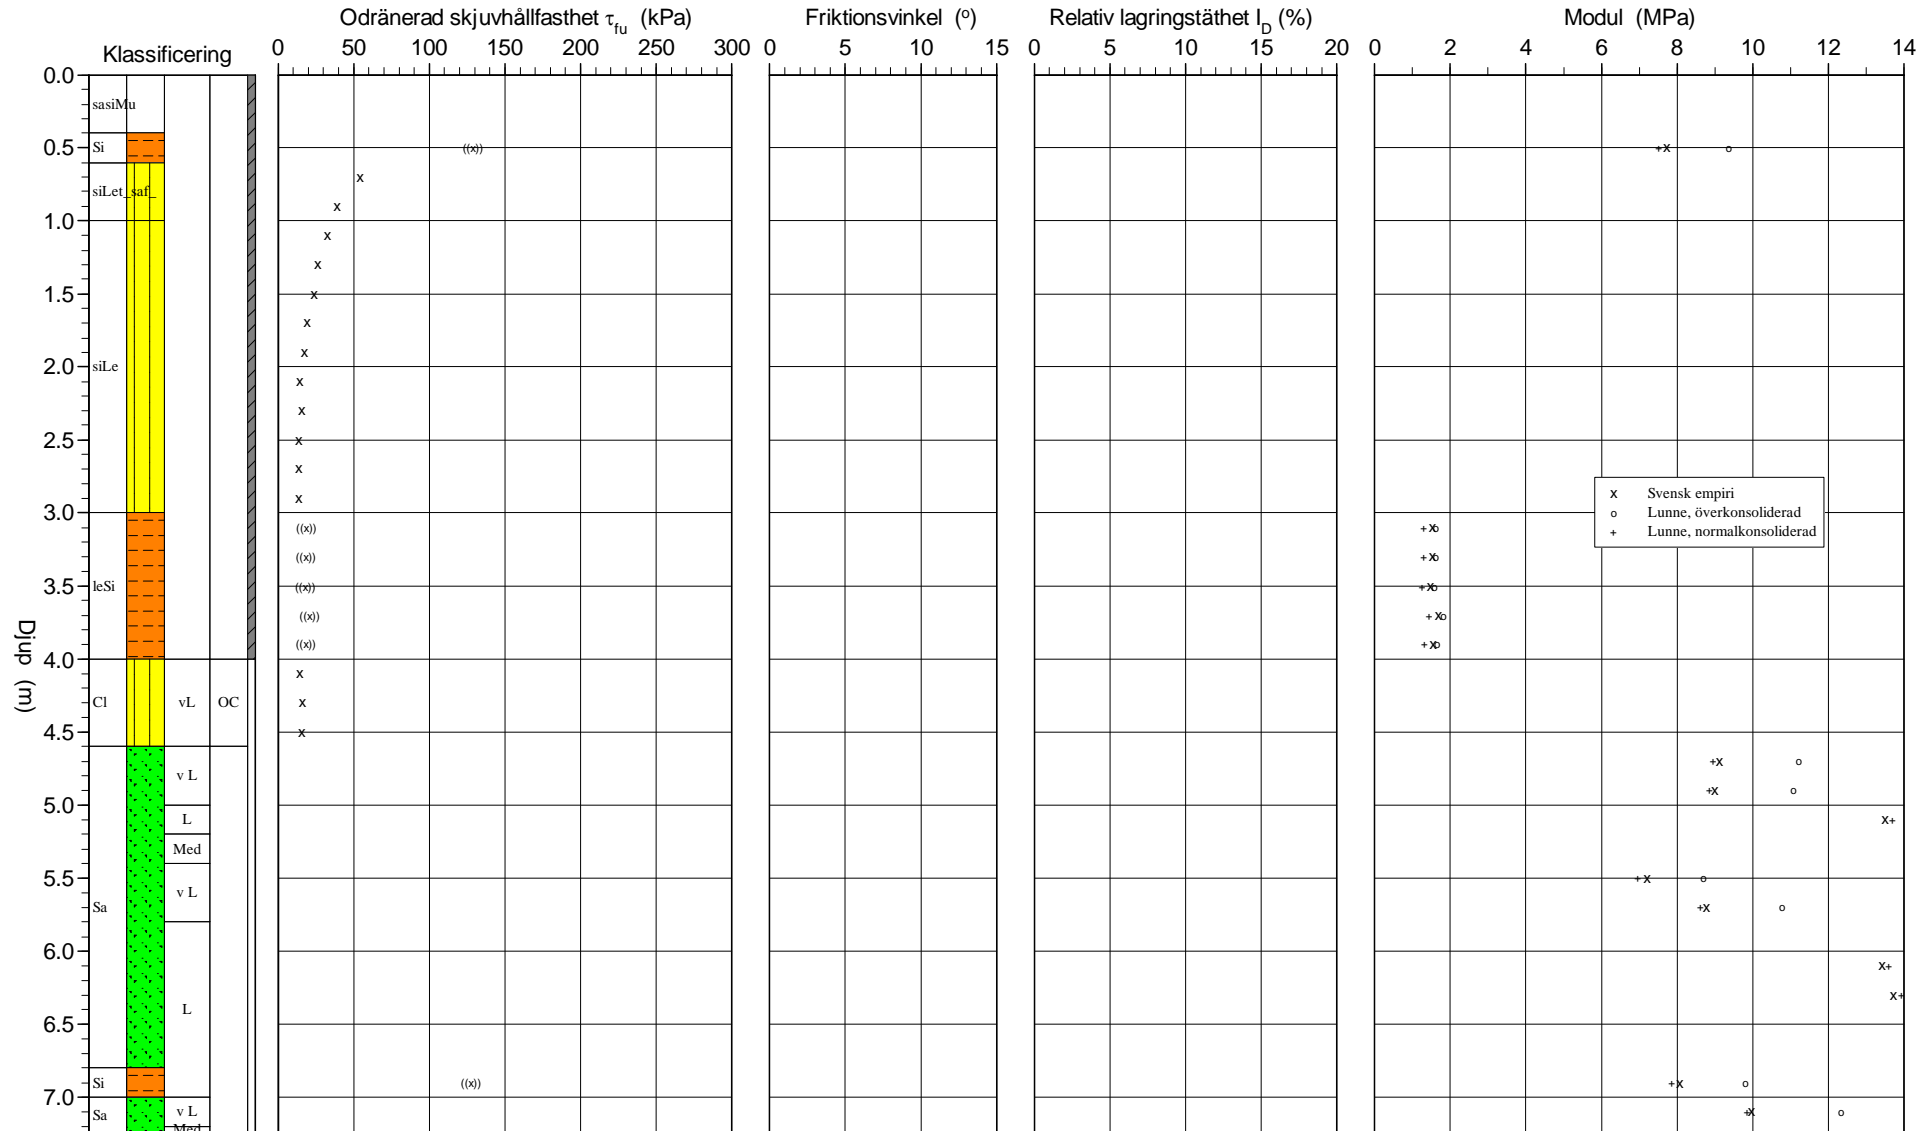 Odränerad skjuvhållfasthet τfu (kPa)
Friktionsvinkel (o)
Relativ lagringstäthet ID (%)
Modul (MPa)
Klassificering
0 50 100 150 200 250 300
0 5 10 15
0 5 10 15 20
0 2 4 6 8 10 12 14
Djup (m)
0.0
0.5
1.0
1.5
2.0
2.5
3.0
3.5
4.0
4.5
5.0
5.5
6.0
6.5
7.0
sasiMu
Si
siLet_saf_
siLe
leSi
Cl vL OC
v L
L
Med
Sa v L
L
Si
Sa v L
Med
x Svensk empiri
o Lunne, överkonsoliderad
+ Lunne, normalkonsoliderad